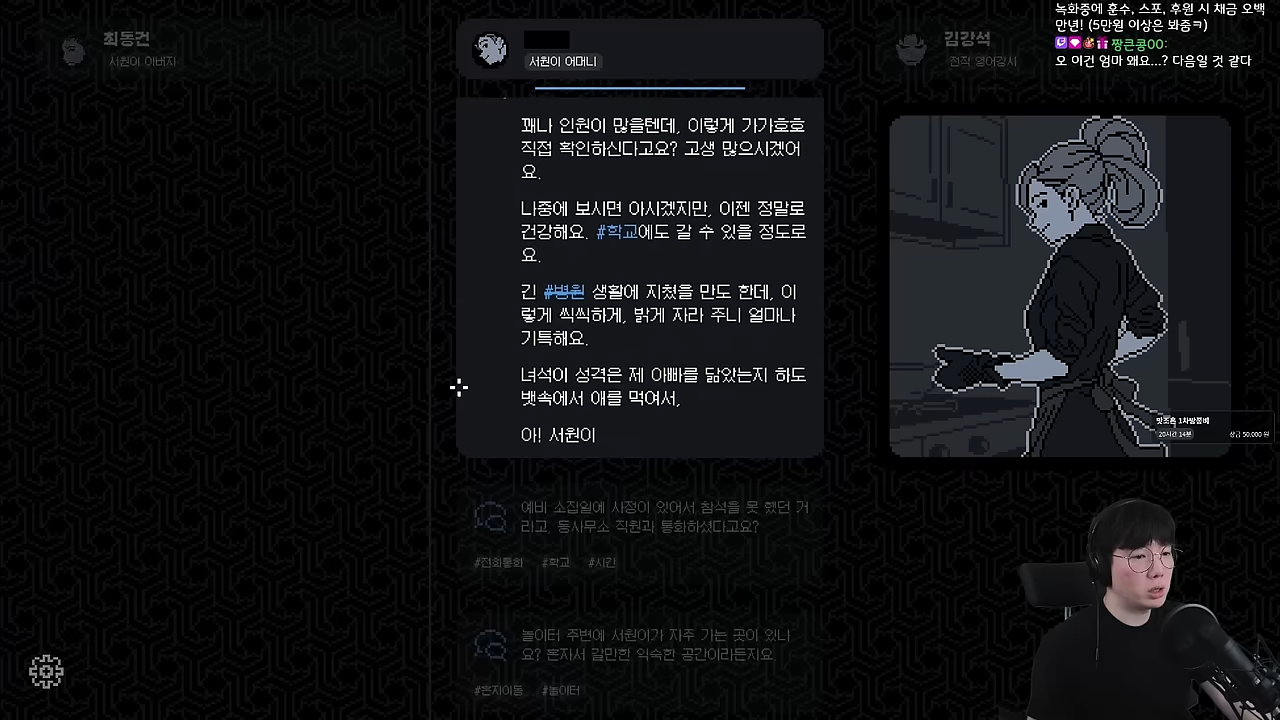 최동건
서원이 아버지
서원이 어머니
김강석
전직 영어강사
녹화중에 훈수, 스포, 후원 시 채금 오백
만년! (5만원 이상은 봐줌ㅋ)
짱큰콩00:
오 이건 엄마 왜요...? 다음일 것 같다
꽤나 인원이 많을텐데, 이렇게 가가호호
직접 확인하신다고요? 고생 많으시겠어
요.
나중에 보시면 아시겠지만, 이젠 정말로
건강해요. #학교에도 갈 수 있을 정도로
요.
긴 #병원 생활에 지쳤을 만도 한데, 이
렇게 씩씩하게, 밝게 자라 주니 얼마나
기특해요.
녀석이 성격은 제 아빠를 닮았는지 하도
뱃속에서 애를 먹여서,
아! 서원이
예비 소집일에 사정이 있어서 참석을 못 했던 거
라고, 동사무소 직원과 통화하셨다고요?
#전화통화 #학교 #시간
놀이터 주변에 서원이가 자주 가는 곳이 있나
요? 혼자서 갈만한 익숙한 공간이라든지요.
#혼자이동 #놀이터
20시간 14분
상금 50,000 원